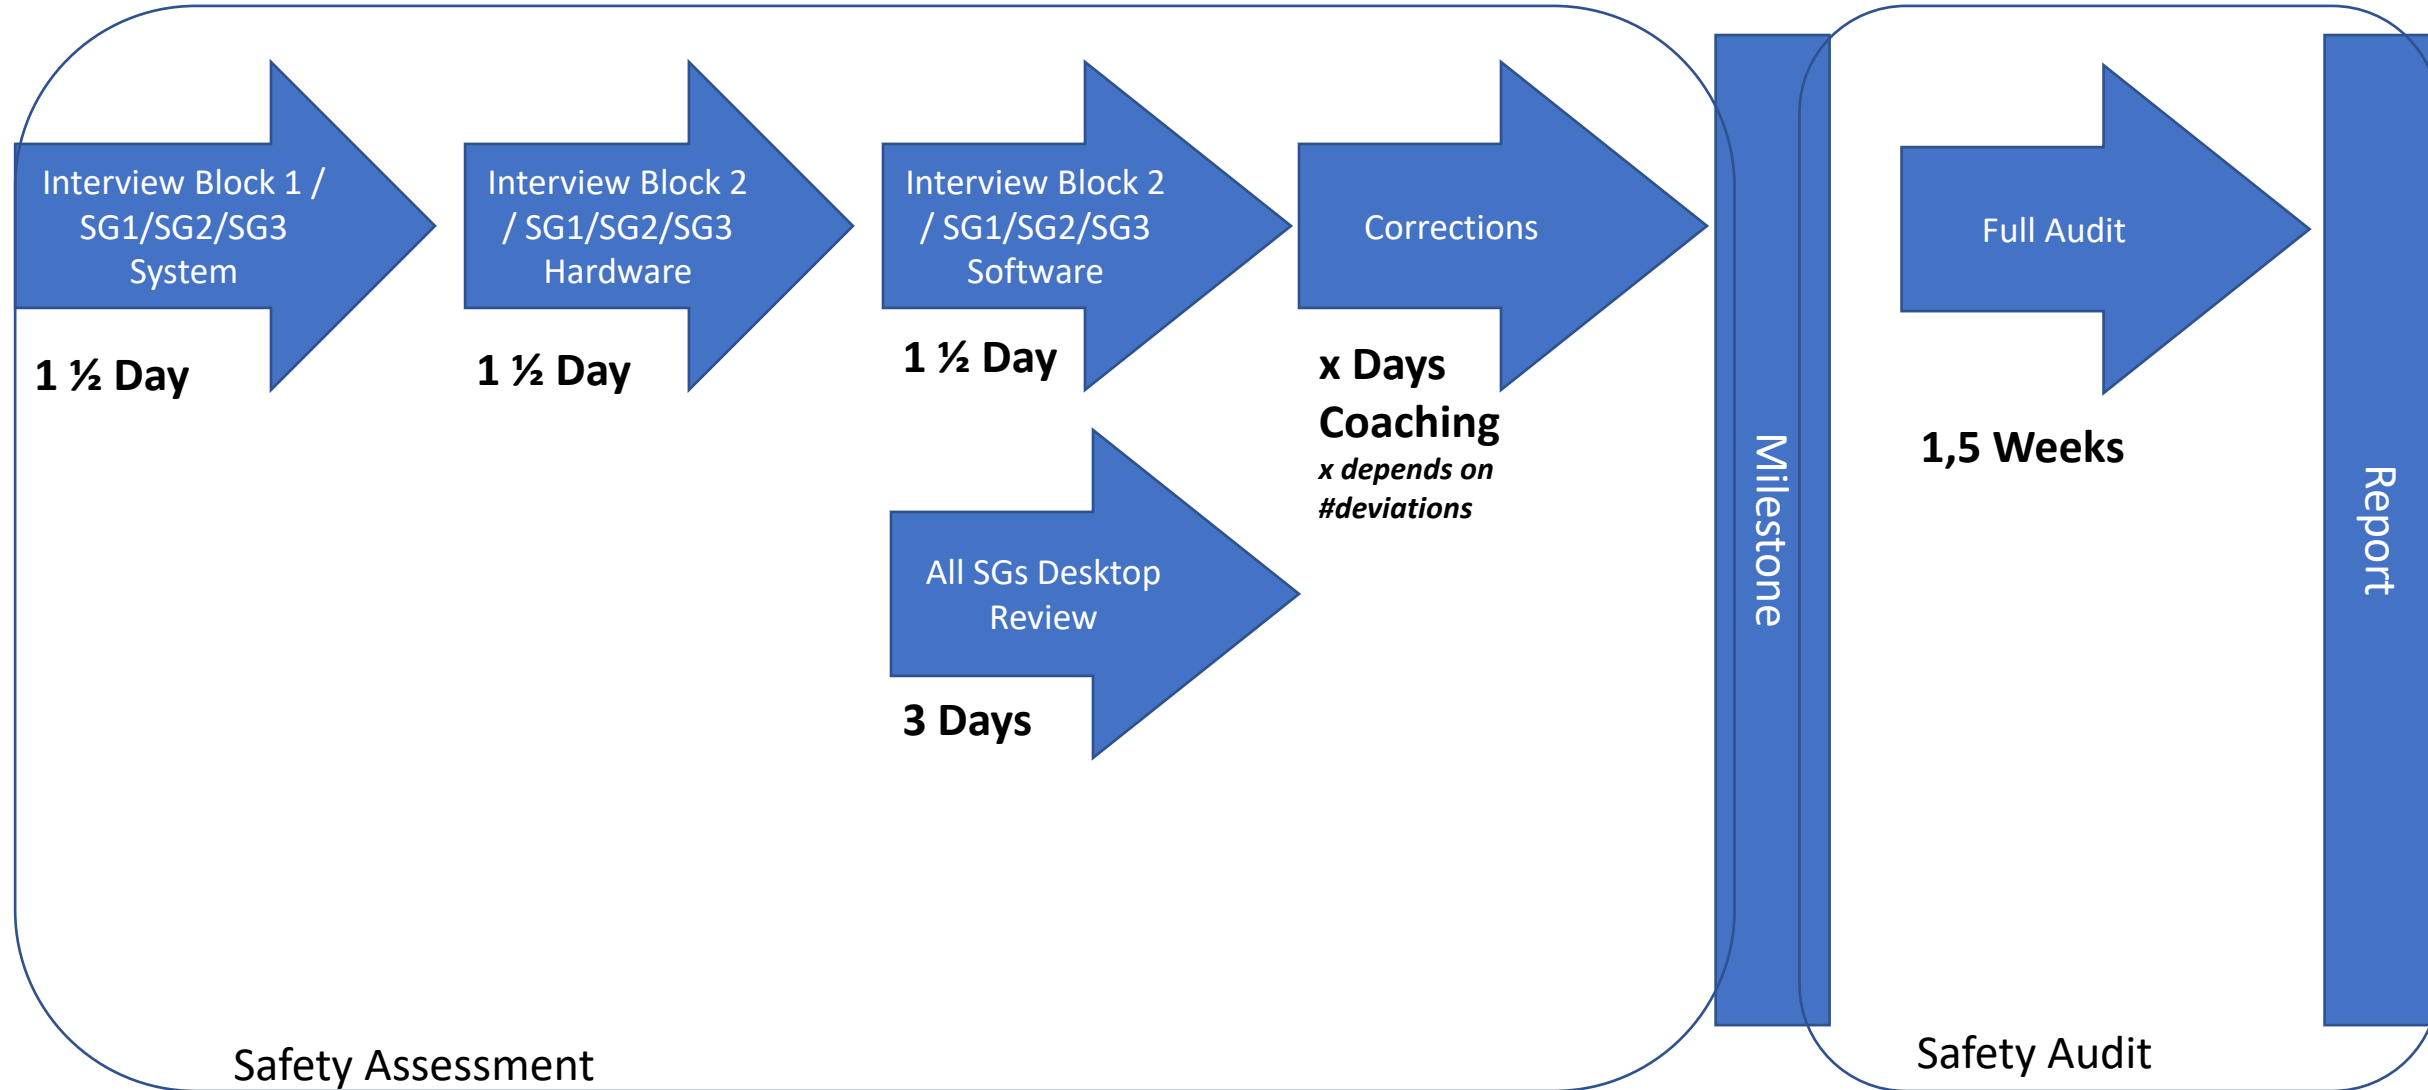 Interview Block 1 /
SG1/SG2/SG3
System
1 ½ Day
Interview Block 2
/ SG1/SG2/SG3
Hardware
1 ½ Day
Interview Block 2
/ SG1/SG2/SG3
Software
1 ½ Day
All SGs Desktop
Review
3 Days
Corrections
x Days
Coaching
x depends on
#deviations
Milestone
Full Audit
1,5 Weeks
Report
Safety Assessment
Safety Audit